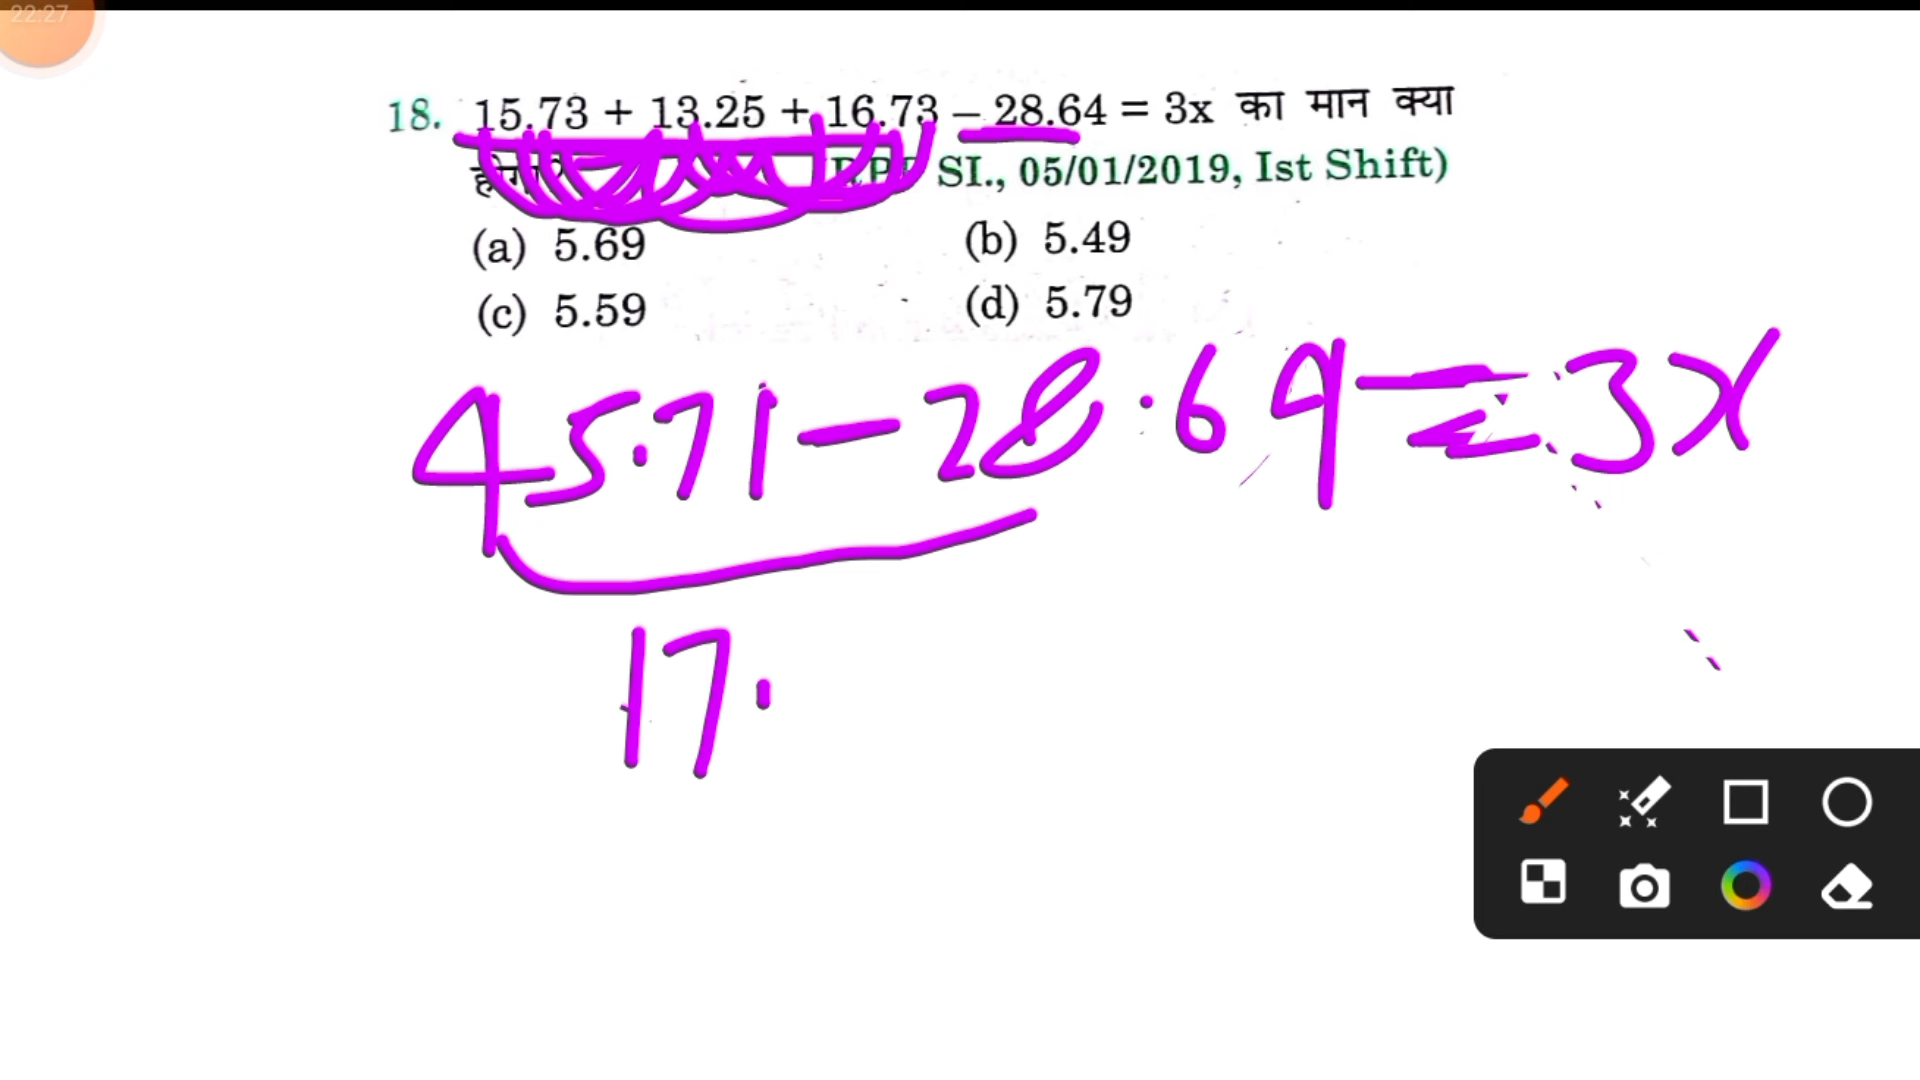 22:27
18. 15.73 + 13.25 + 16.73 – 28.64 = 3x का मान क्या
SI., 05/01/2019, Ist Shift)
(a) 5.69 (b) 5.49
(c) 5.59 (d) 5.79
45.71 - 28.64 = 3x
17.